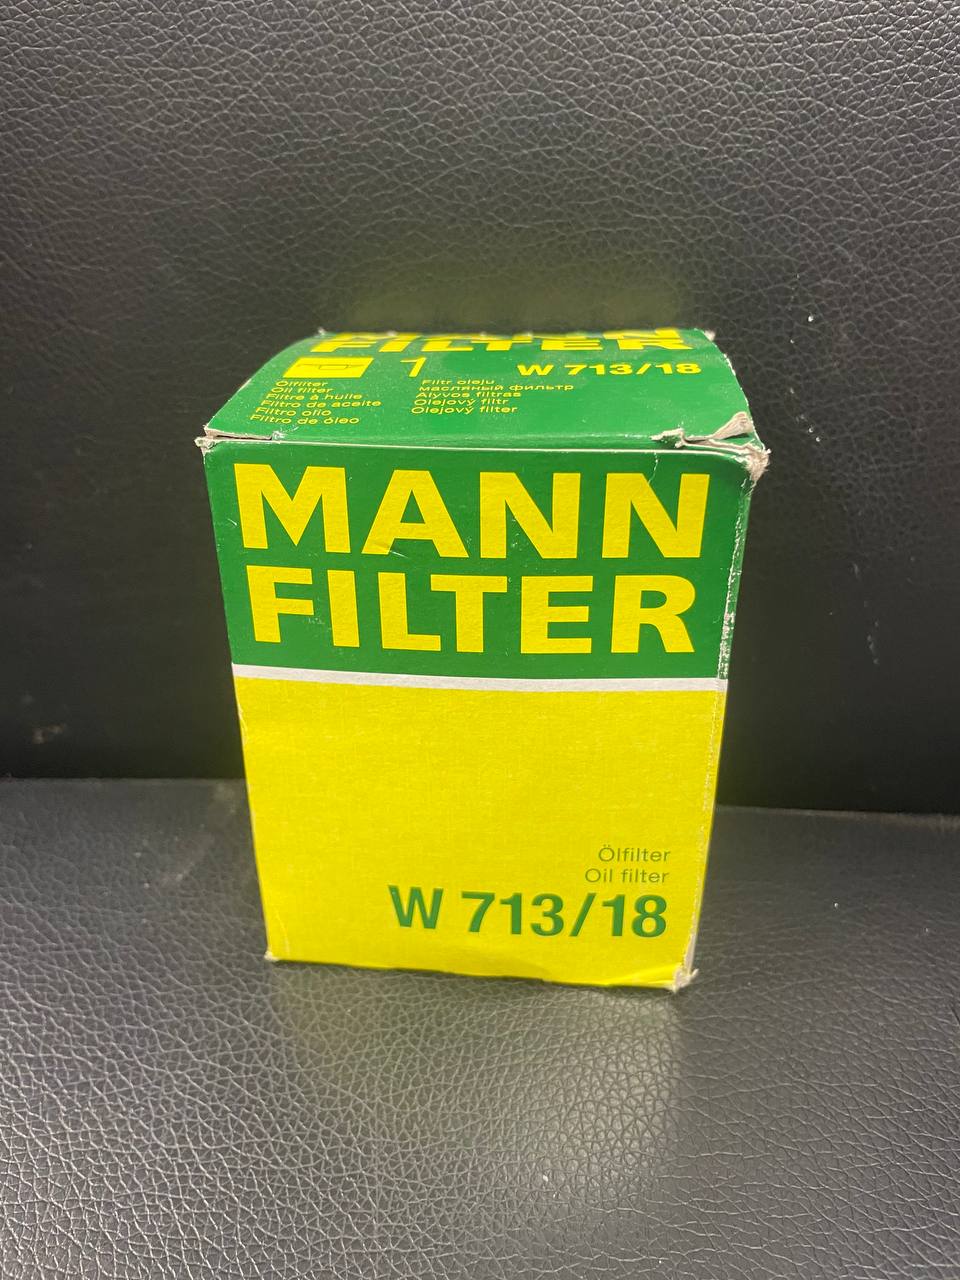 MANN
FILTER
1
W 713/18
Ölfilter
Oil filter
Filtre à huile
Filtro de aceite
Filtro olio
Filtro de óleo
Filtr oleju
масляный фильтр
Alyvos filtras
Olejový filtr
Olejový filter
MANN
FILTER
Ölfilter
Oil filter
W 713/18